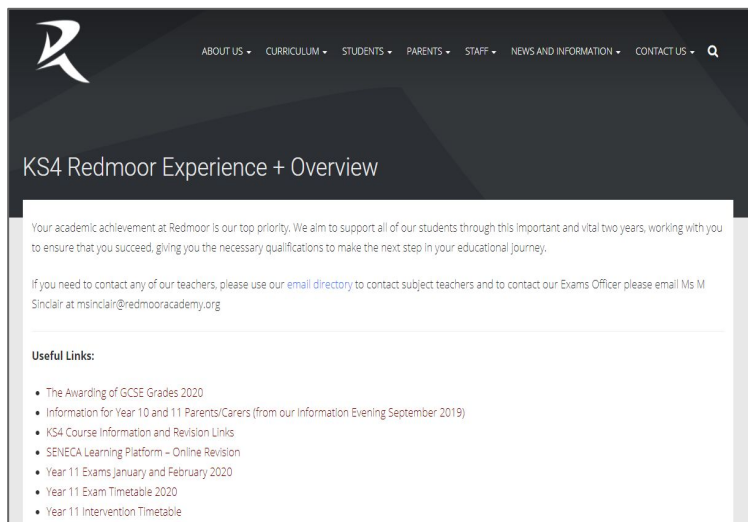 ABOUT US CURRICULUM STUDENTS PARENTS STAFF NEWS AND INFORMATION CONTACT US
KS4 Redmoor Experience + Overview
Your academic achievement at Redmoor is our top priority. We aim to support all of our students through this important and vital two years, working with you
to ensure that you succeed, giving you the necessary qualifications to make the next step in your educational journey.
If you need to contact any of our teachers, please use our email directory to contact subject teachers and to contact our Exams Officer please email Ms M
Sinclair at msinclair@redmooracademy.org
Useful Links:
• The Awarding of GCSE Grades 2020
• Information for Year 10 and 11 Parents/Carers (from our Information Evening September 2019)
• KS4 Course Information and Revision Links
• SENECA Learning Platform – Online Revision
• Year 11 Exams January and February 2020
• Year 11 Exam Timetable 2020
• Year 11 Intervention Timetable